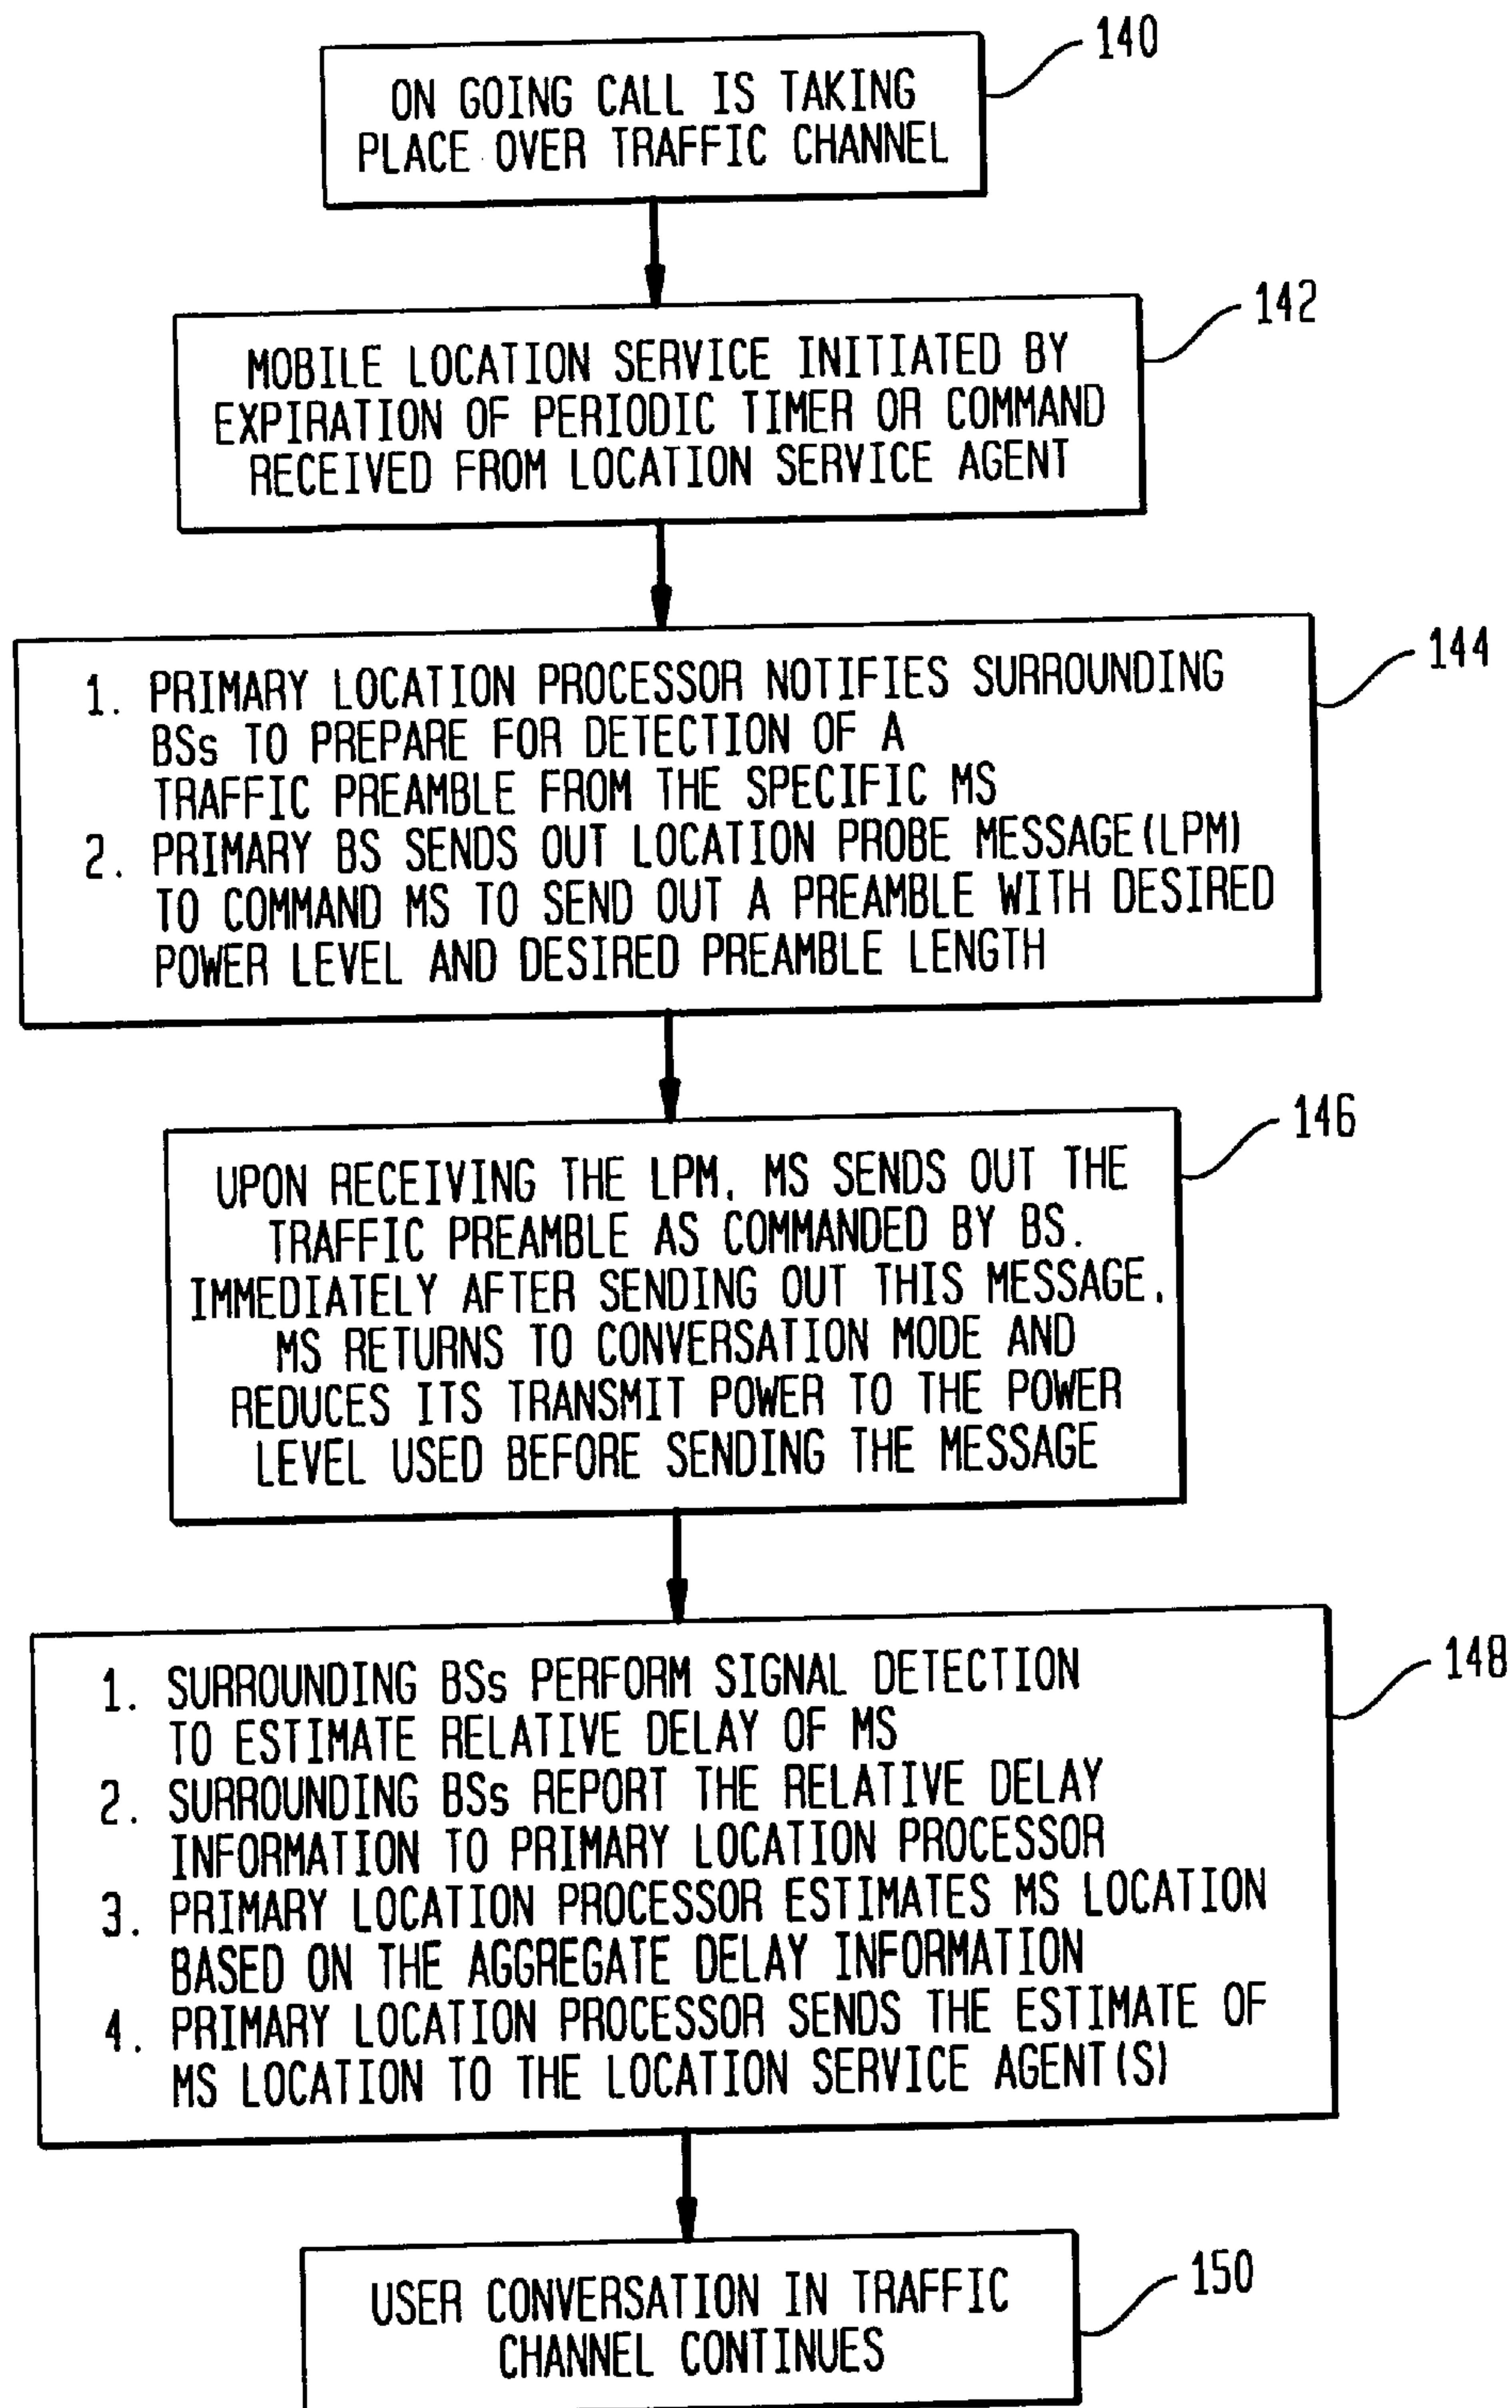 140
ON GOING CALL IS TAKING
PLACE OVER TRAFFIC CHANNEL
142
MOBILE LOCATION SERVICE INITIATED BY
EXPIRATION OF PERIODIC TIMER OR COMMAND
RECEIVED FROM LOCATION SERVICE AGENT
144
1. PRIMARY LOCATION PROCESSOR NOTIFIES SURROUNDING
BSs TO PREPARE FOR DETECTION OF A
TRAFFIC PREAMBLE FROM THE SPECIFIC MS
2. PRIMARY BS SENDS OUT LOCATION PROBE MESSAGE(LPM)
TO COMMAND MS TO SEND OUT A PREAMBLE WITH DESIRED
POWER LEVEL AND DESIRED PREAMBLE LENGTH
146
UPON RECEIVING THE LPM, MS SENDS OUT THE
TRAFFIC PREAMBLE AS COMMANDED BY BS.
IMMEDIATELY AFTER SENDING OUT THIS MESSAGE,
MS RETURNS TO CONVERSATION MODE AND
REDUCES ITS TRANSMIT POWER TO THE POWER
LEVEL USED BEFORE SENDING THE MESSAGE
148
1. SURROUNDING BSs PERFORM SIGNAL DETECTION
TO ESTIMATE RELATIVE DELAY OF MS
2. SURROUNDING BSs REPORT THE RELATIVE DELAY
INFORMATION TO PRIMARY LOCATION PROCESSOR
3. PRIMARY LOCATION PROCESSOR ESTIMATES MS LOCATION
BASED ON THE AGGREGATE DELAY INFORMATION
4. PRIMARY LOCATION PROCESSOR SENDS THE ESTIMATE OF
MS LOCATION TO THE LOCATION SERVICE AGENT(S)
150
USER CONVERSATION IN TRAFFIC
CHANNEL CONTINUES